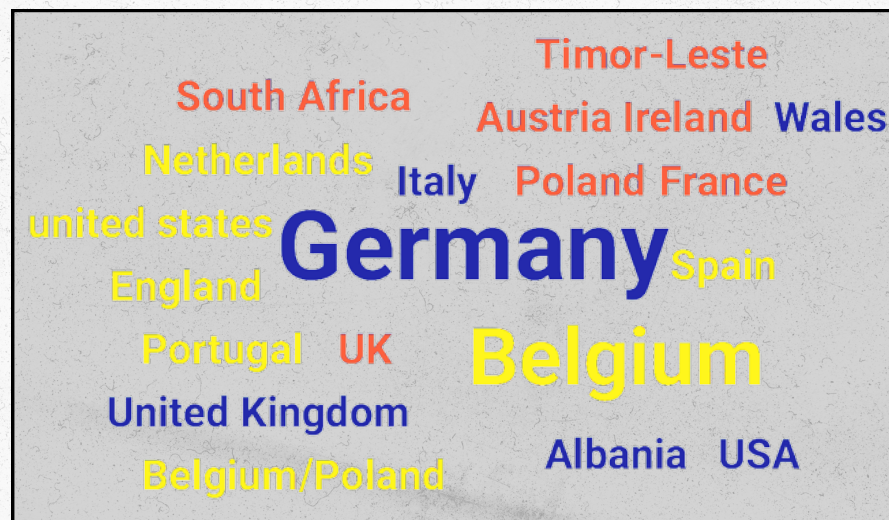 Timor-Leste
South Africa
Austria Ireland Wales
Netherlands
Italy
Poland France
united states
Germany
Spain
England
Portugal UK
Belgium
United Kingdom
Albania USA
Belgium/Poland